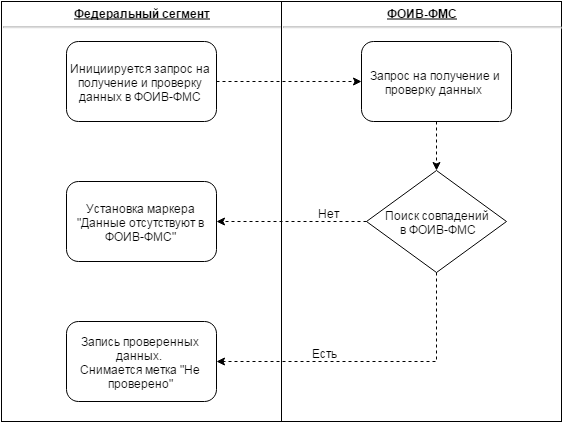 Федеральный сегмент
ФОИВ-ФМС
Инициируется запрос на
получение и проверку
данных в ФОИВ-ФМС
Запрос на получение и
проверку данных
Установка маркера
"Данные отсутствуют в
ФОИВ-ФМС"
Нет
Поиск совпадений
в ФОИВ-ФМС
Запись проверенных
данных.
Снимается метка "Не
проверено"
Есть